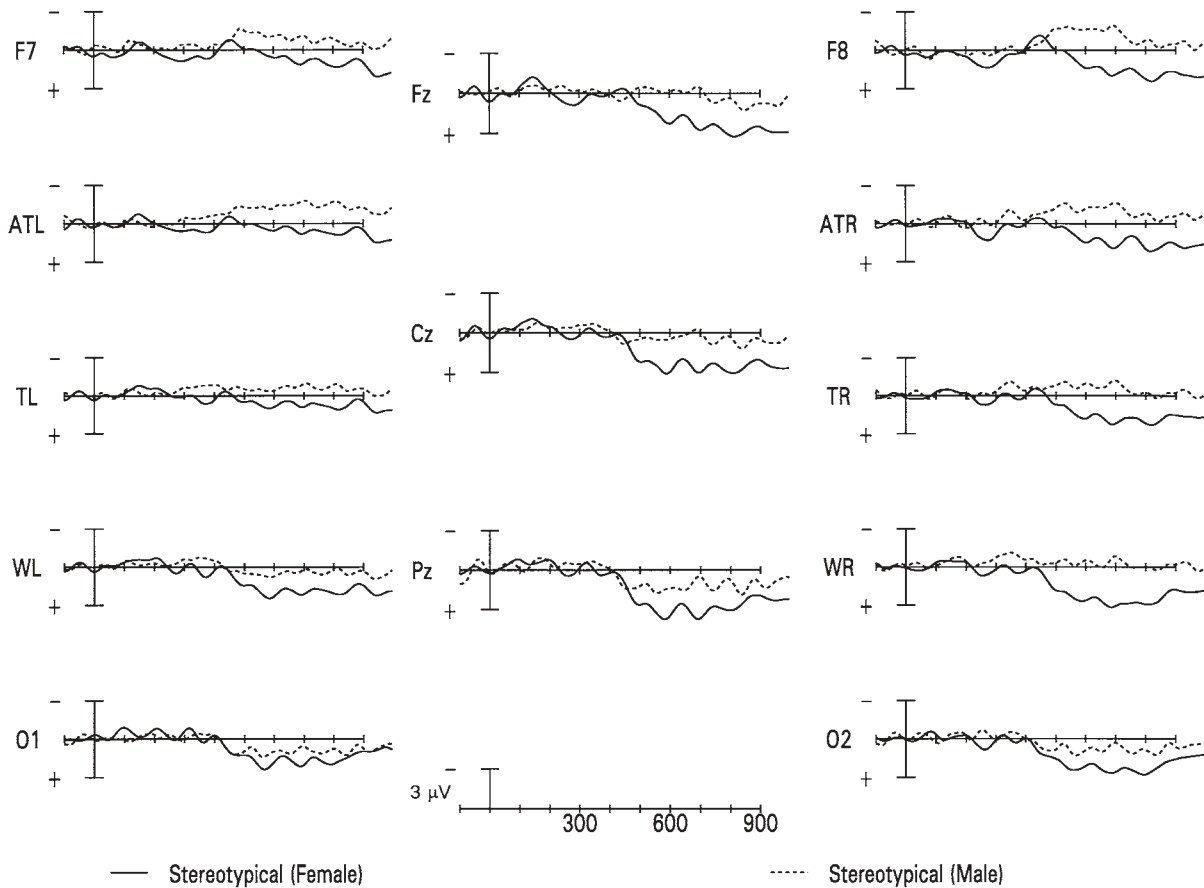 −
F7
+
−
Fz
+
−
F8
+
−
ATL
+
−
ATR
+
−
Cz
+
−
TL
+
−
TR
+
−
WL
+
−
Pz
+
−
WR
+
−
O1
+
−
O2
+
−
3 μV
300 600 900
Stereotypical (Female)
Stereotypical (Male)